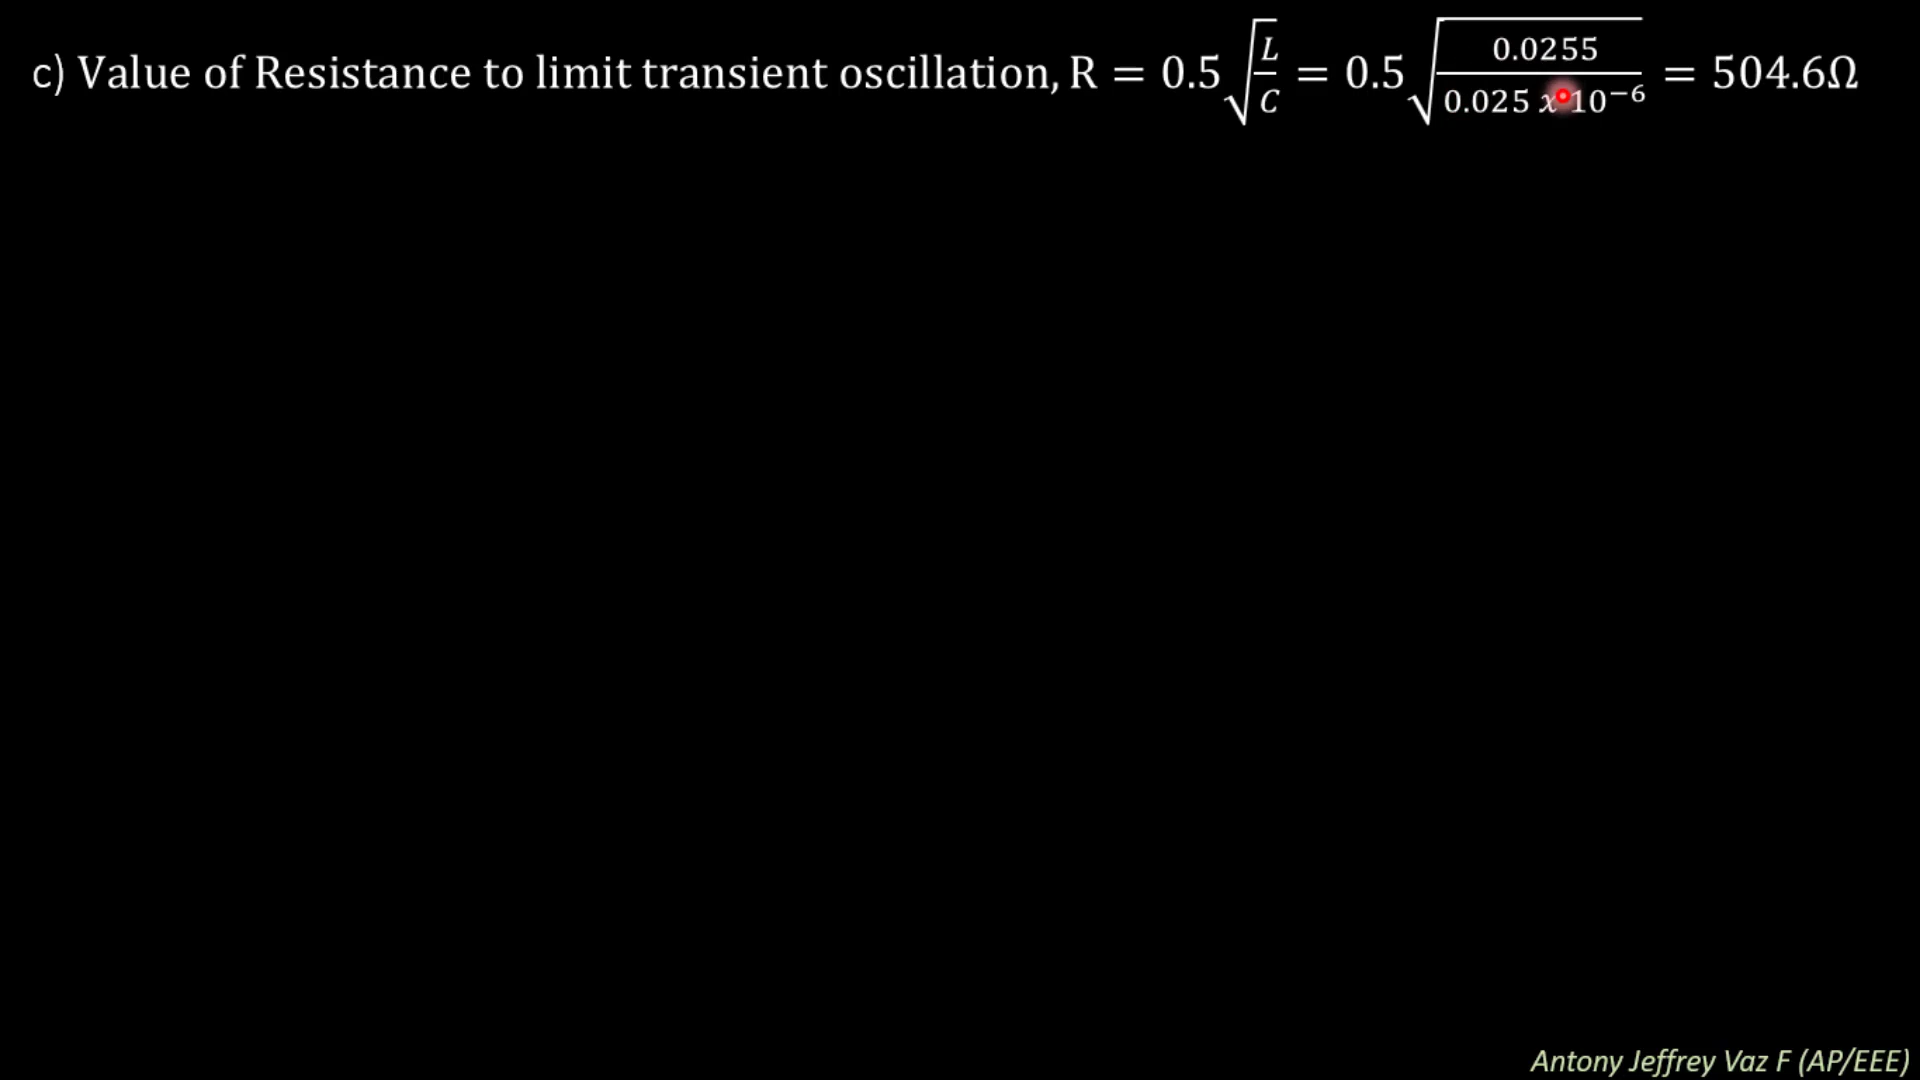 c) Value of Resistance to limit transient oscillation, R = 0.5√(L/C) = 0.5√(0.0255/(0.025 x 10⁻⁶)) = 504.6Ω
Antony Jeffrey Vaz F (AP/EEE)